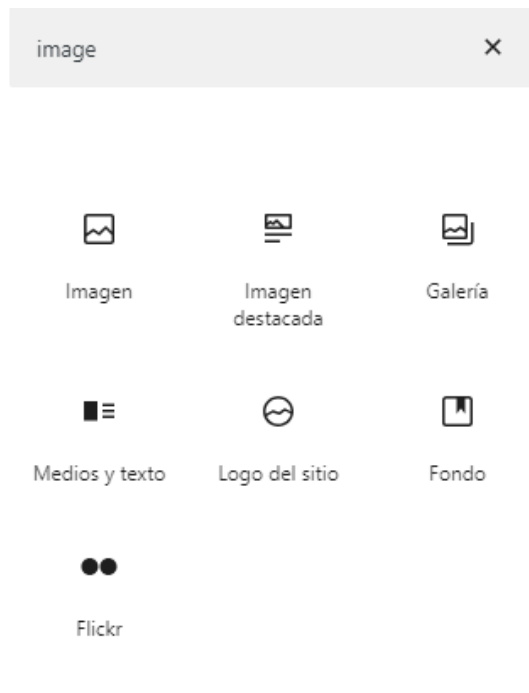 image
Imagen
Imagen
destacada
Galería
Medios y texto
Logo del sitio
Fondo
Flickr